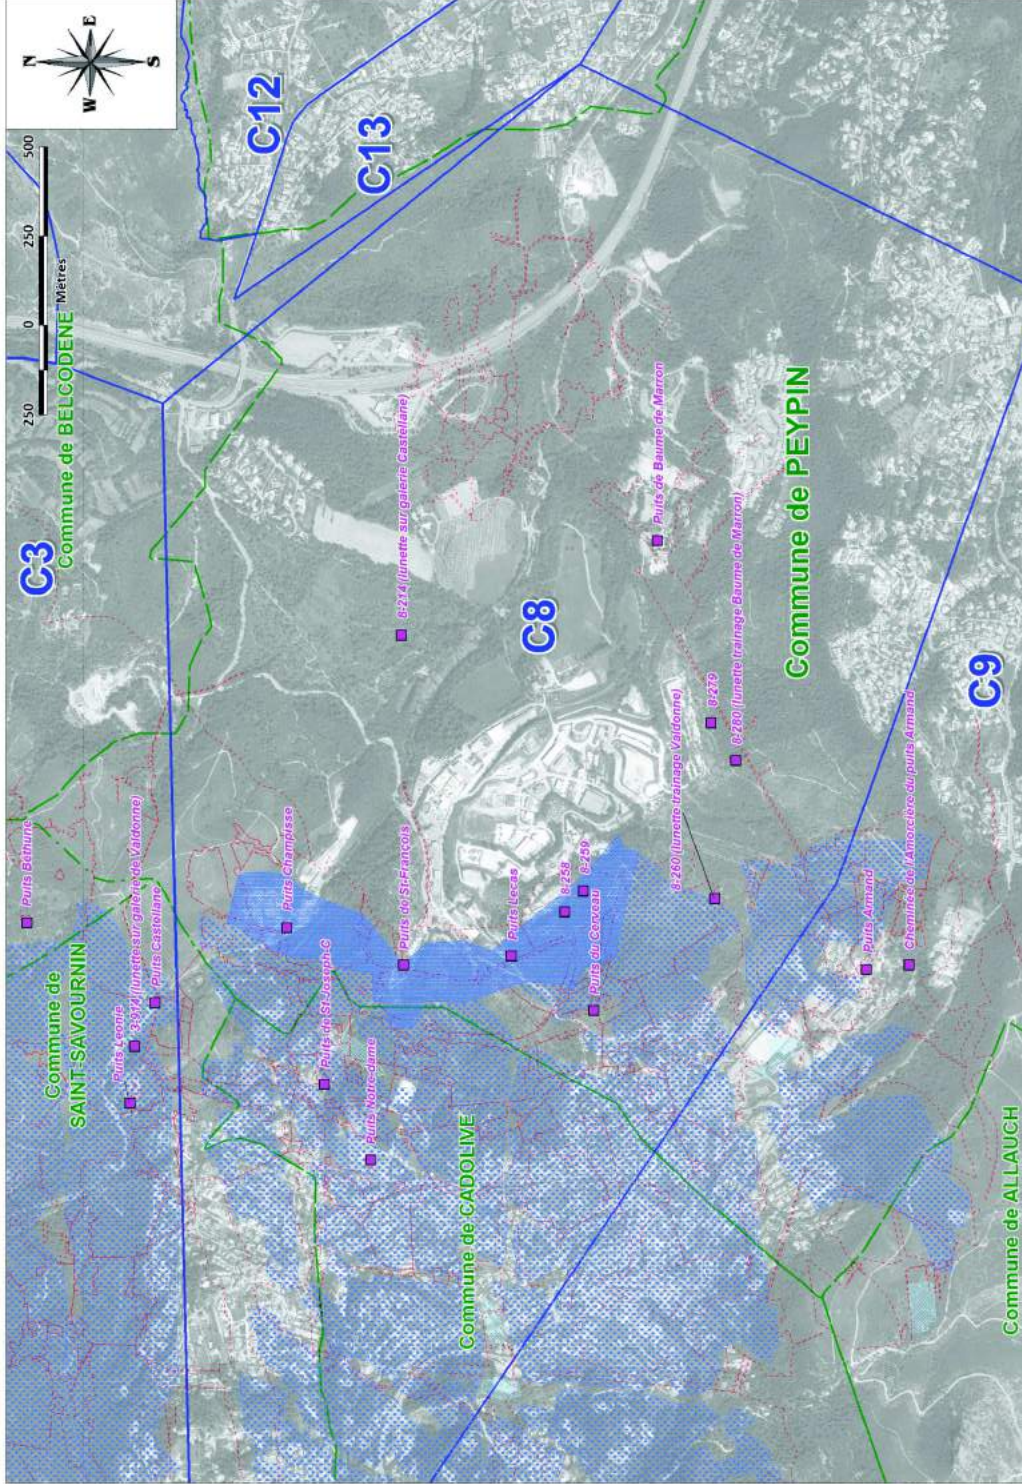 N
E
S
W
250
0
250
500
Mètres
C3
Commune de BELCODENE
C12
C13
Commune de
SAINT-SAVOURNIN
Puits Bethune
Puits Leonie
3-914 (lunette sur galerie de Valdonne)
Puits Castellane
Puits Champisse
Puits de St-Joseph-C
Puits Notre-dame
Puits de St-François
8-214 (lunette sur galerie Castellane)
Commune de CADOLIVE
Puits Lecas
C8
8-258
8-259
Puits du Cerveau
8-260 (lunette trainage Valdonne)
Puits de Baume de Marron
8-279
8-280 (lunette trainage Baume de Marron)
Commune de PEYPIN
Puits Armand
Cheminée de l'Amorcière du puits Armand
C9
Commune de ALLAUCH